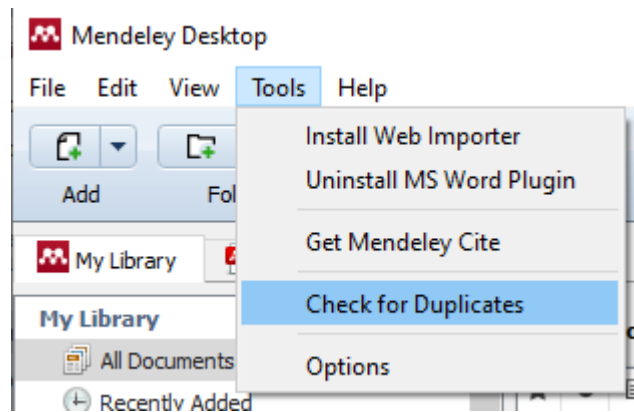 Mendeley Desktop
File Edit View Tools Help
Install Web Importer
Uninstall MS Word Plugin
Add
Get Mendeley Cite
My Library
Check for Duplicates
My Library
All Documents
Options
Recently Added